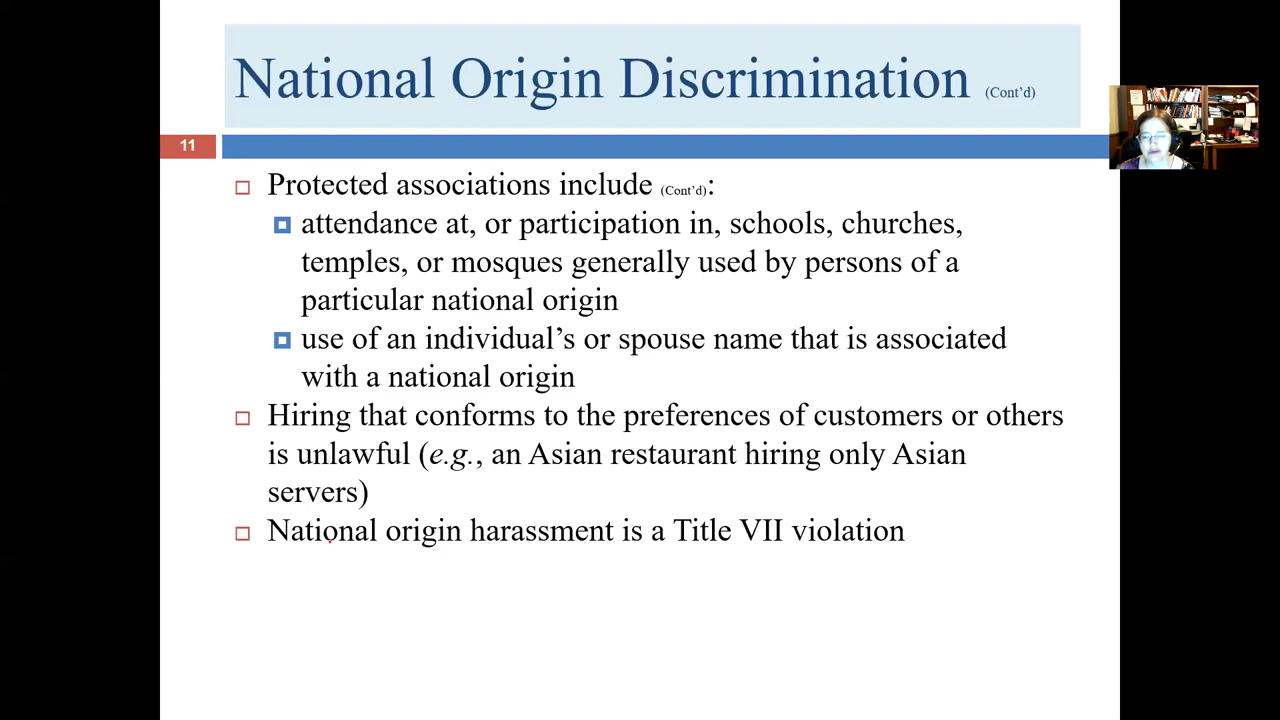 National Origin Discrimination (Cont’d)
11
Protected associations include (Cont’d):
attendance at, or participation in, schools, churches,
temples, or mosques generally used by persons of a
particular national origin
use of an individual’s or spouse name that is associated
with a national origin
Hiring that conforms to the preferences of customers or others
is unlawful (e.g., an Asian restaurant hiring only Asian
servers)
National origin harassment is a Title VII violation